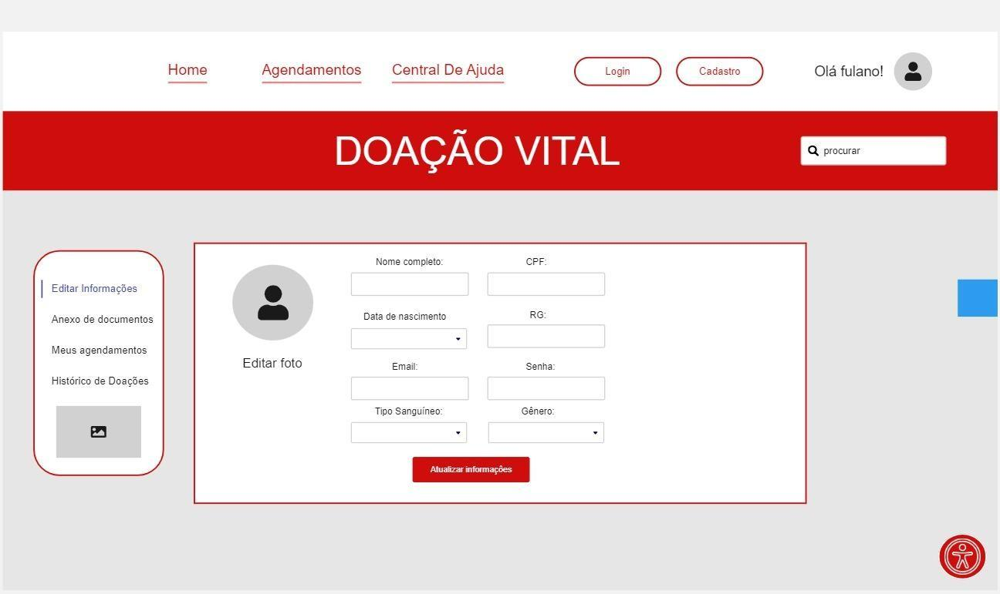 Home Agendamentos Central De Ajuda Login Cadastro Olá fulano!
DOAÇÃO VITAL
procurar
Editar Informações
Anexo de documentos
Meus agendamentos
Histórico de Doações
Editar foto
Nome completo: CPF:
Data de nascimento RG:
Email: Senha:
Tipo Sanguíneo: Gênero:
Atualizar informações